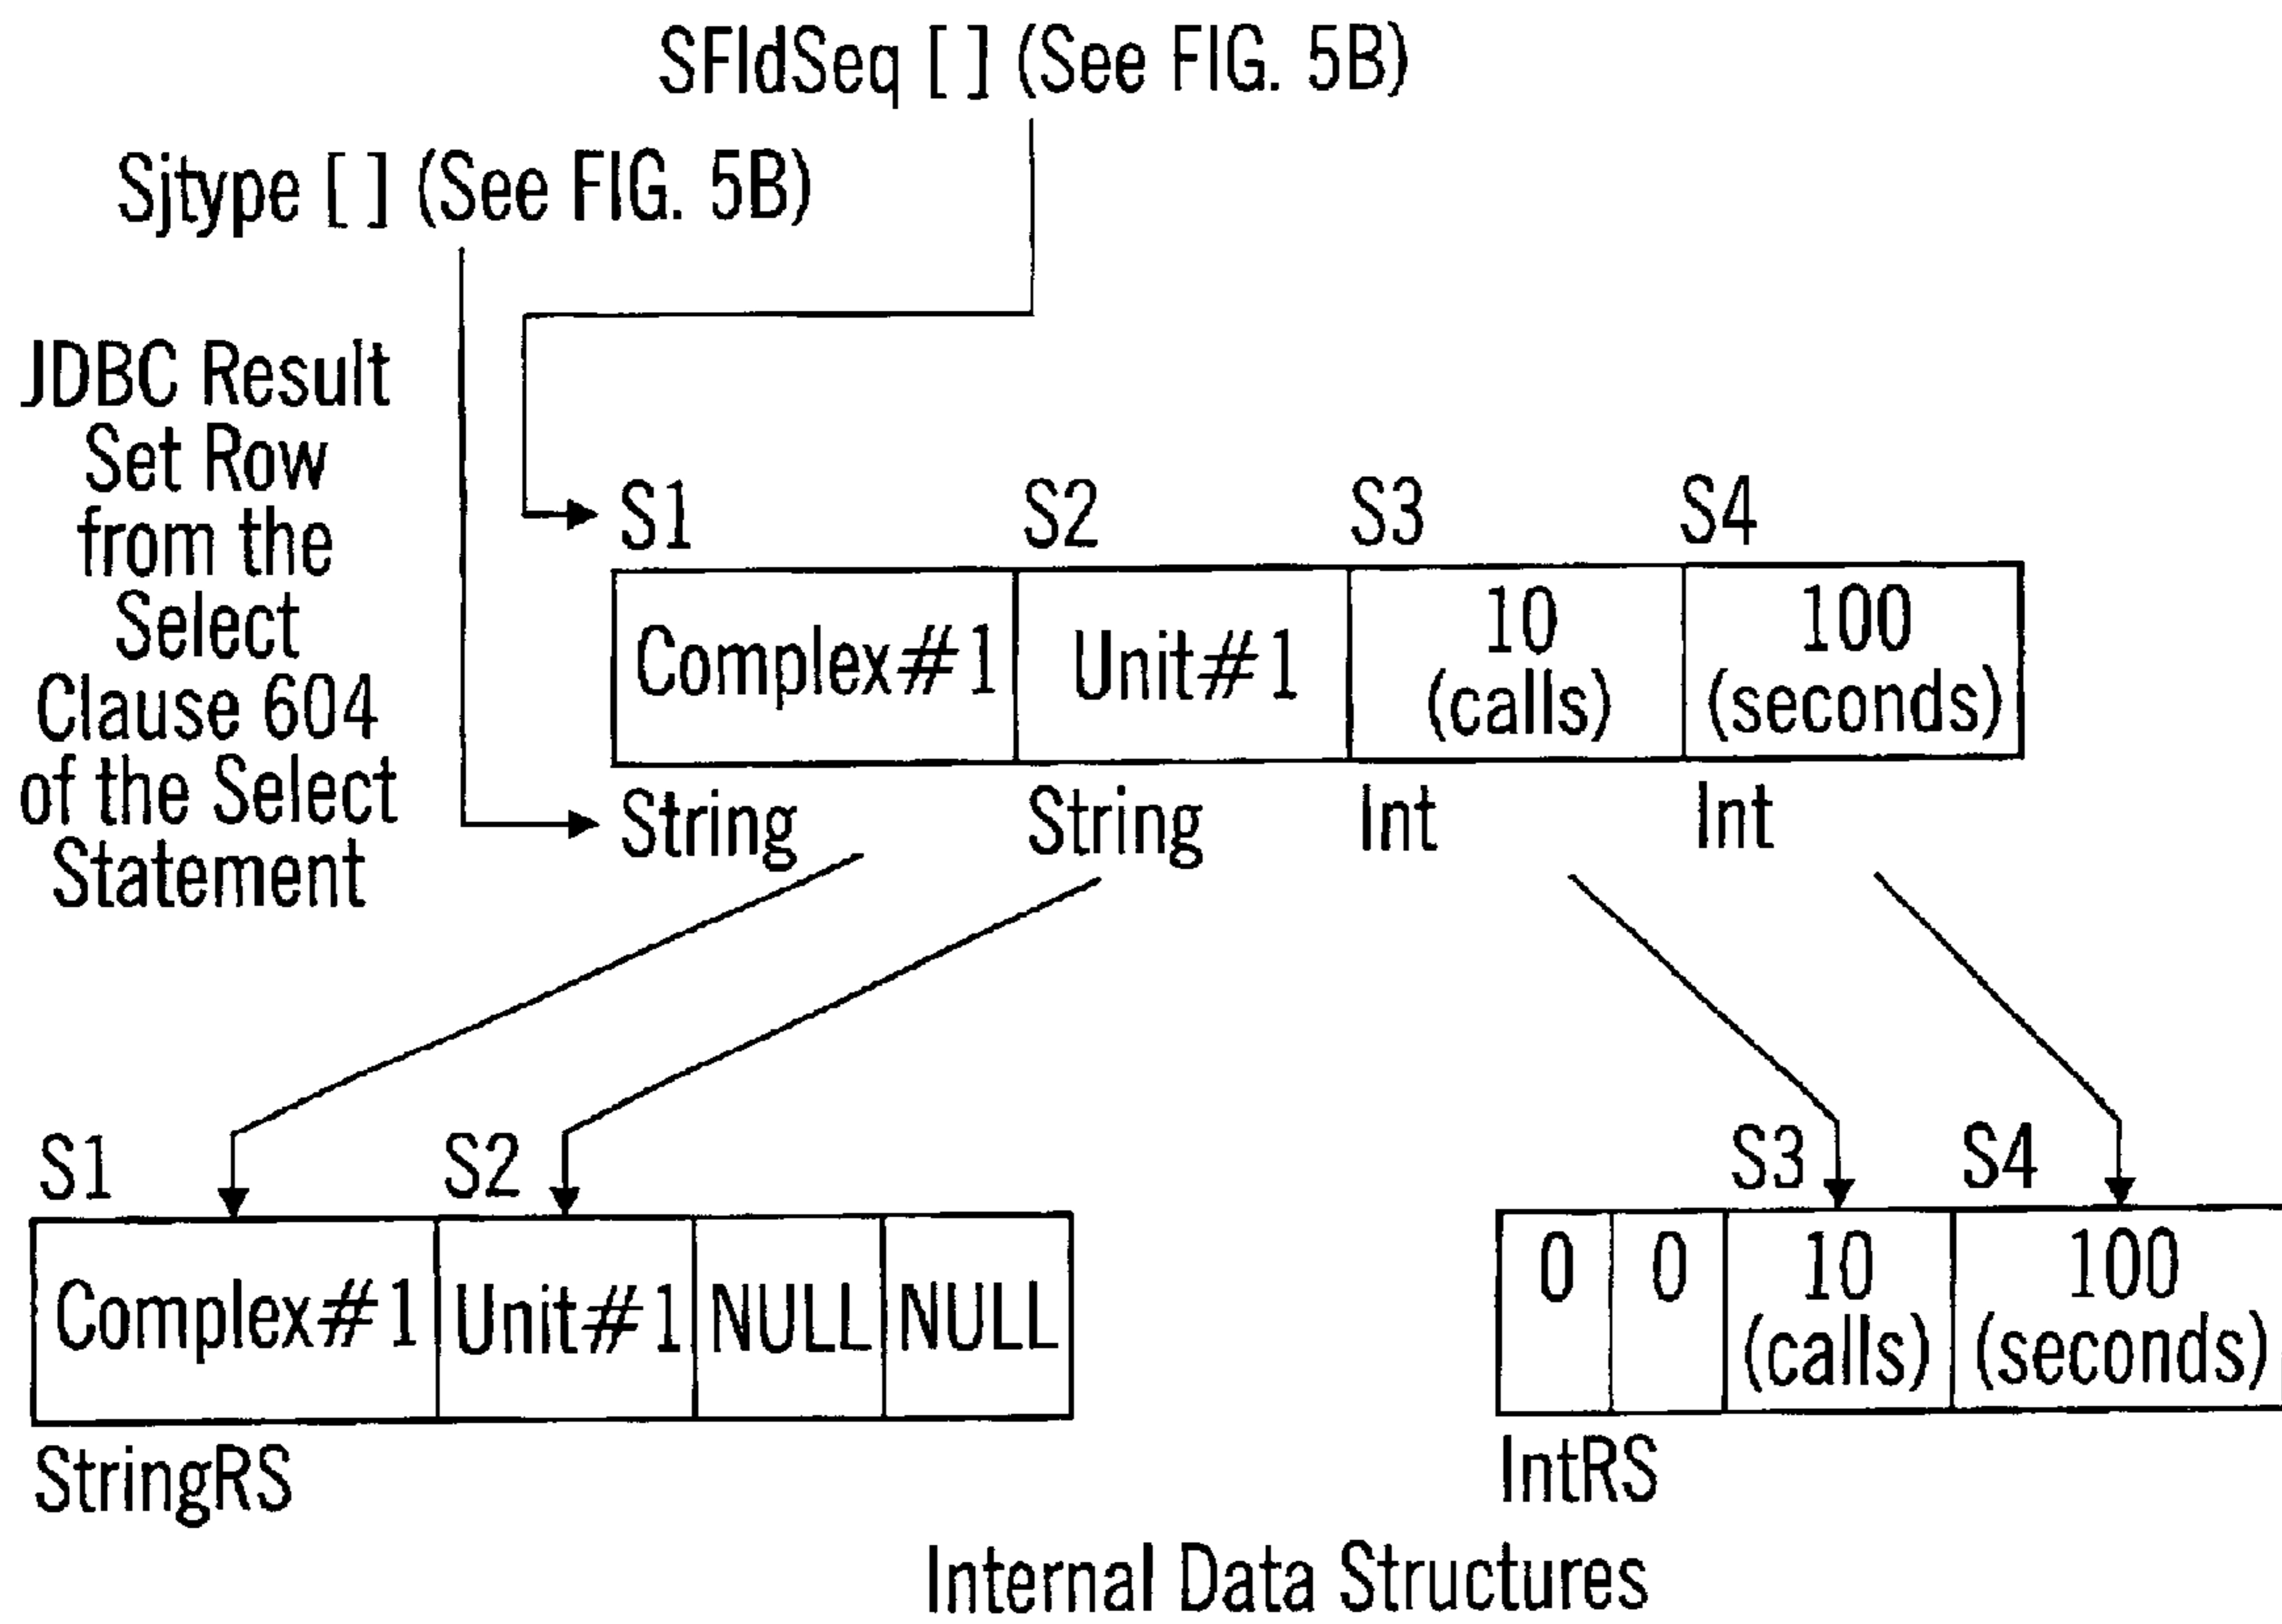 SFldSeq [ ] (See FIG. 5B)
Sjtype [ ] (See FIG. 5B)
JDBC Result
Set Row
from the
Select
Clause 604
of the Select
Statement
S1 S2 S3 S4
Complex#1 Unit#1 10 (calls) 100 (seconds)
String String Int Int
S1 S2
Complex#1 Unit#1 NULL NULL
StringRS
S3 S4
0 0 10 (calls) 100 (seconds)
IntRS
Internal Data Structures